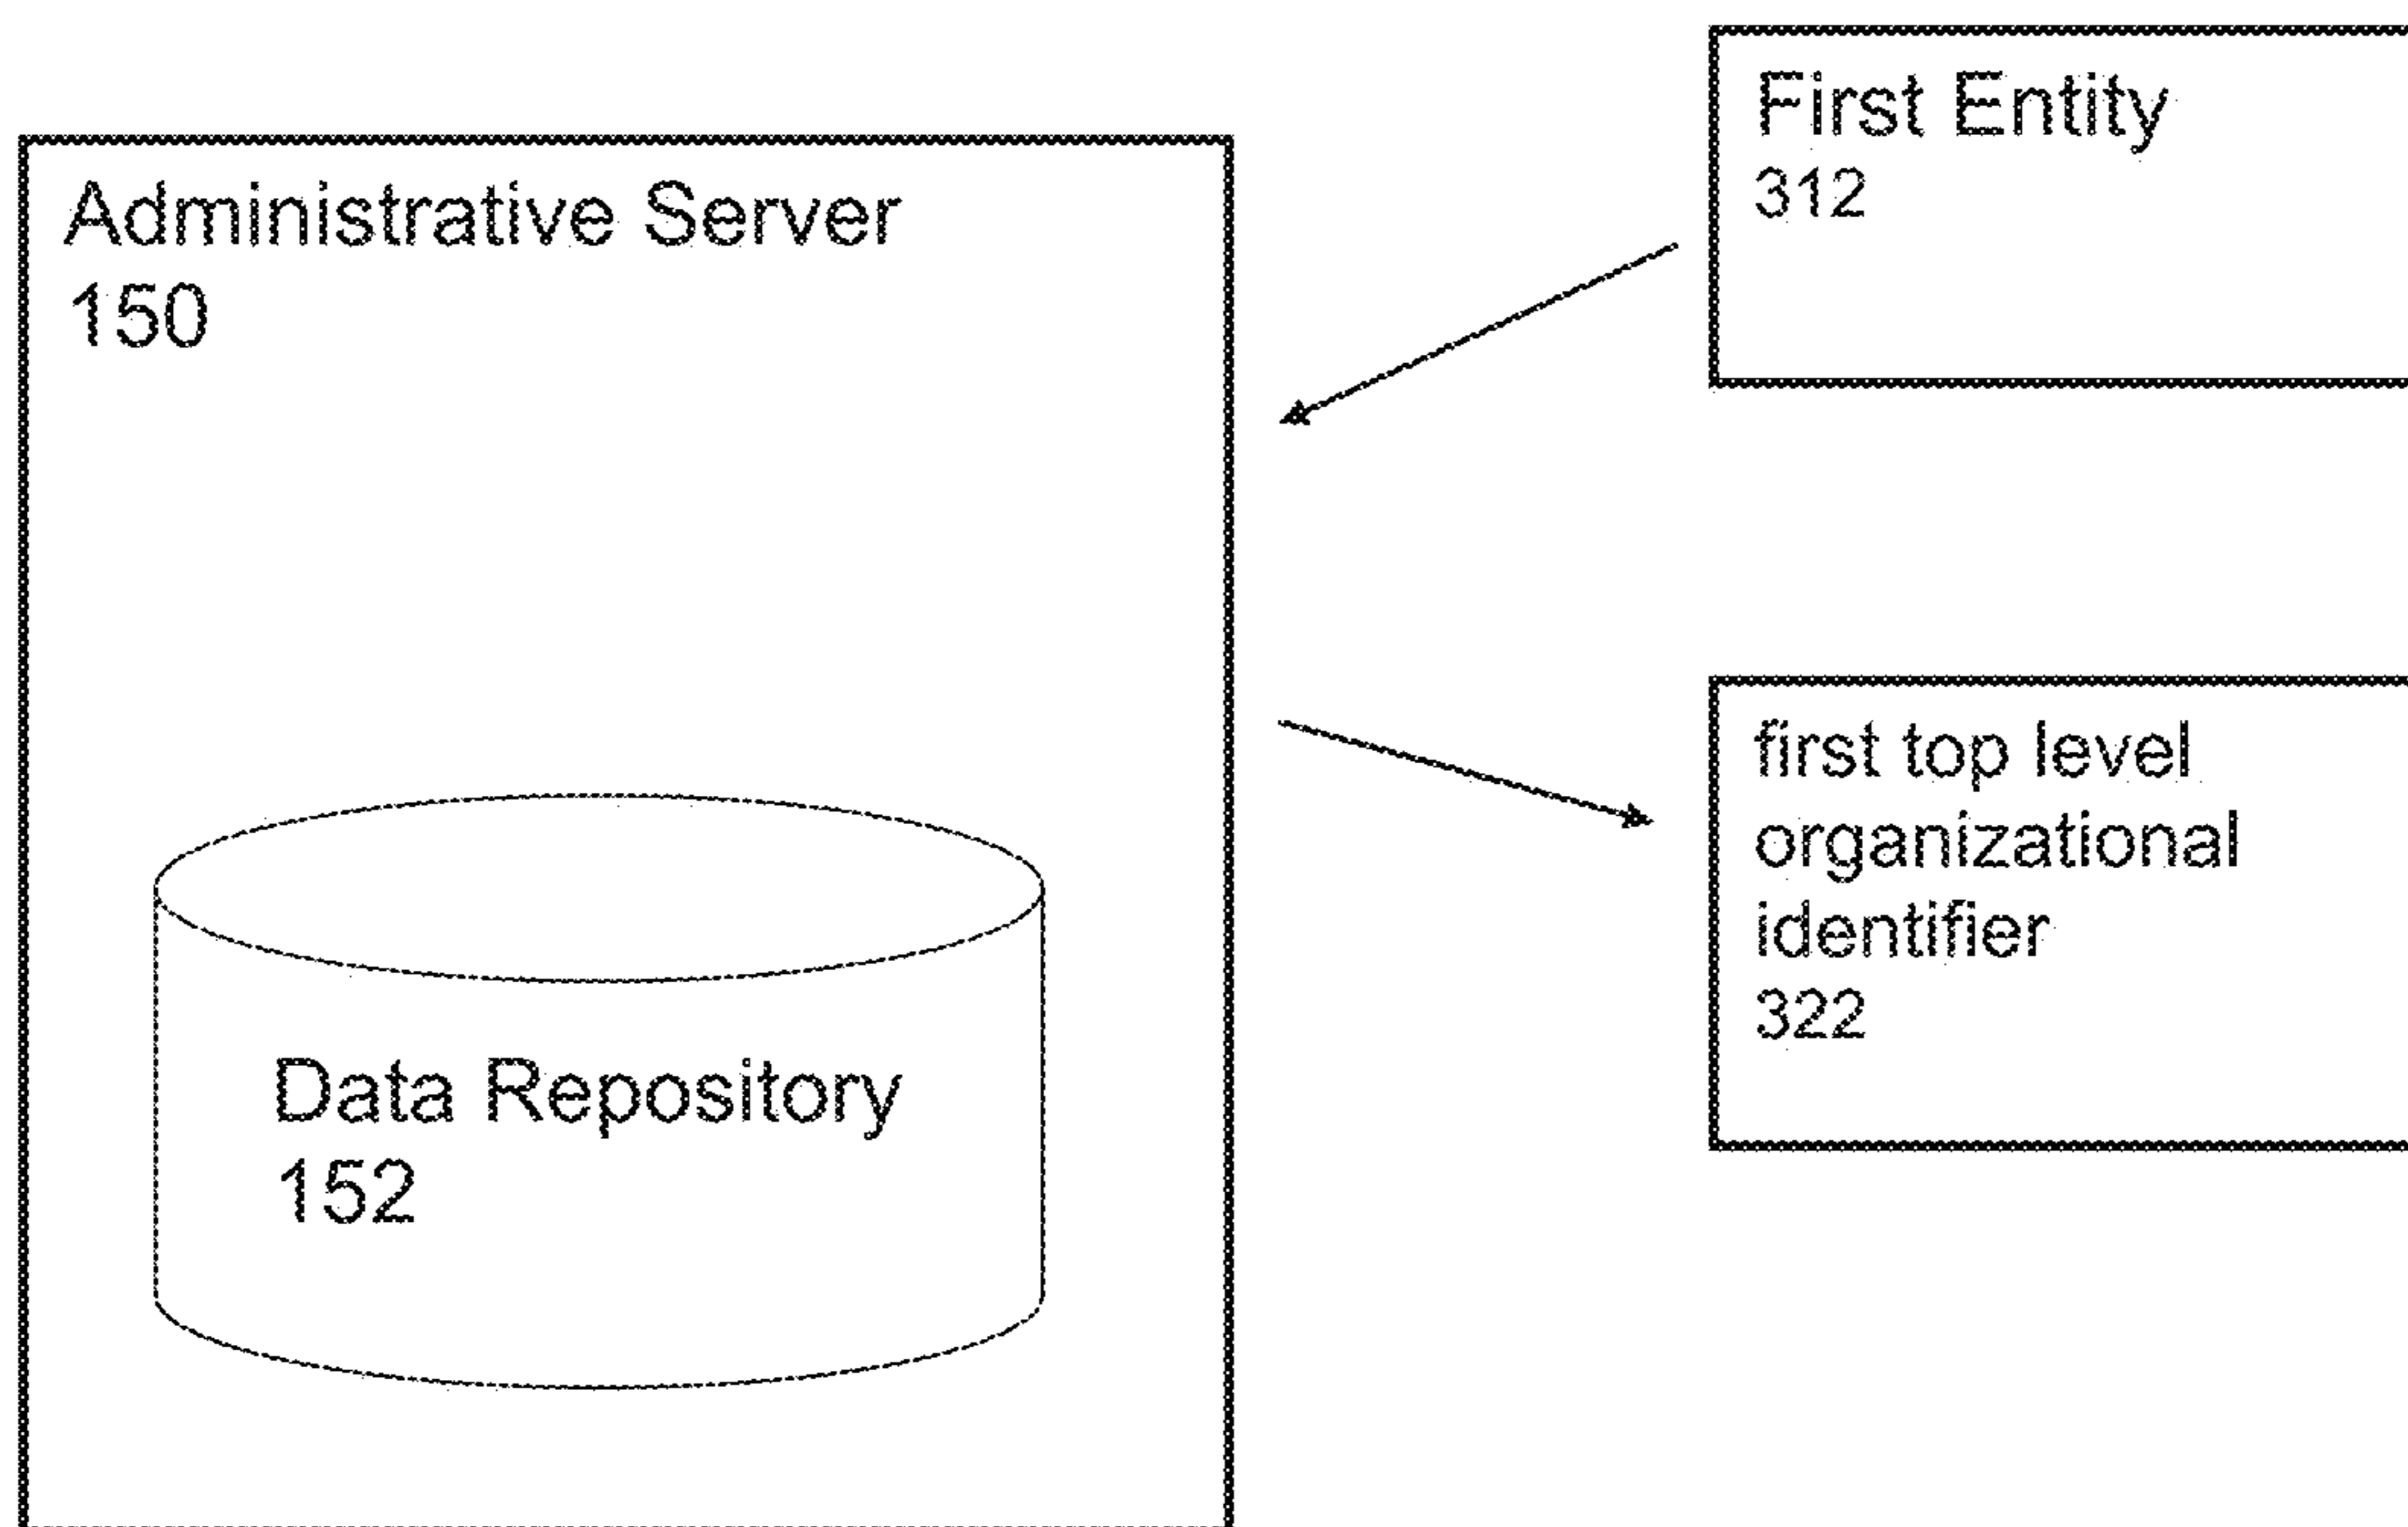 First Entity
312
Administrative Server
150
first top level
organizational
identifier
322
Data Repository
152